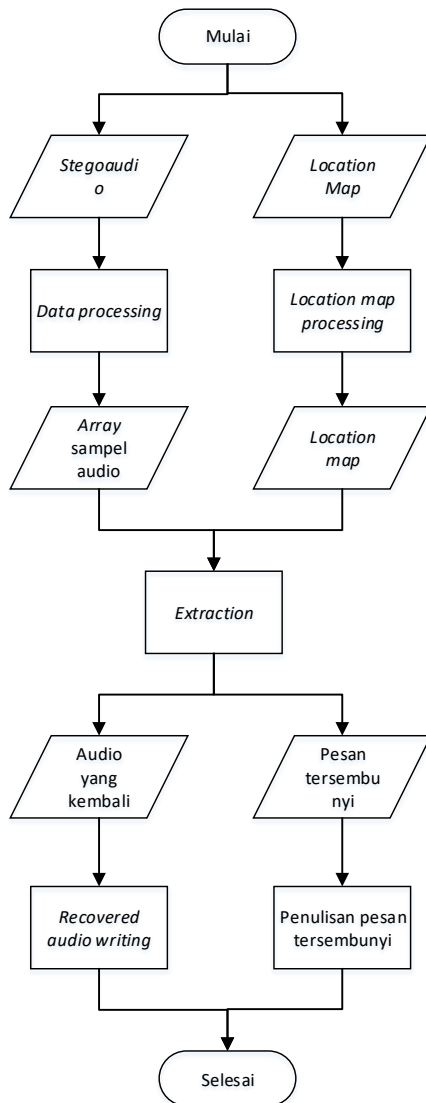 Mulai
Stegoaudi
o
Location
Map
Data processing
Location map
processing
Array
sampel
audio
Location
map
Extraction
Audio
yang
kembali
Pesan
tersembu
nyi
Recovered
audio writing
Penulisan pesan
tersembunyi
Selesai